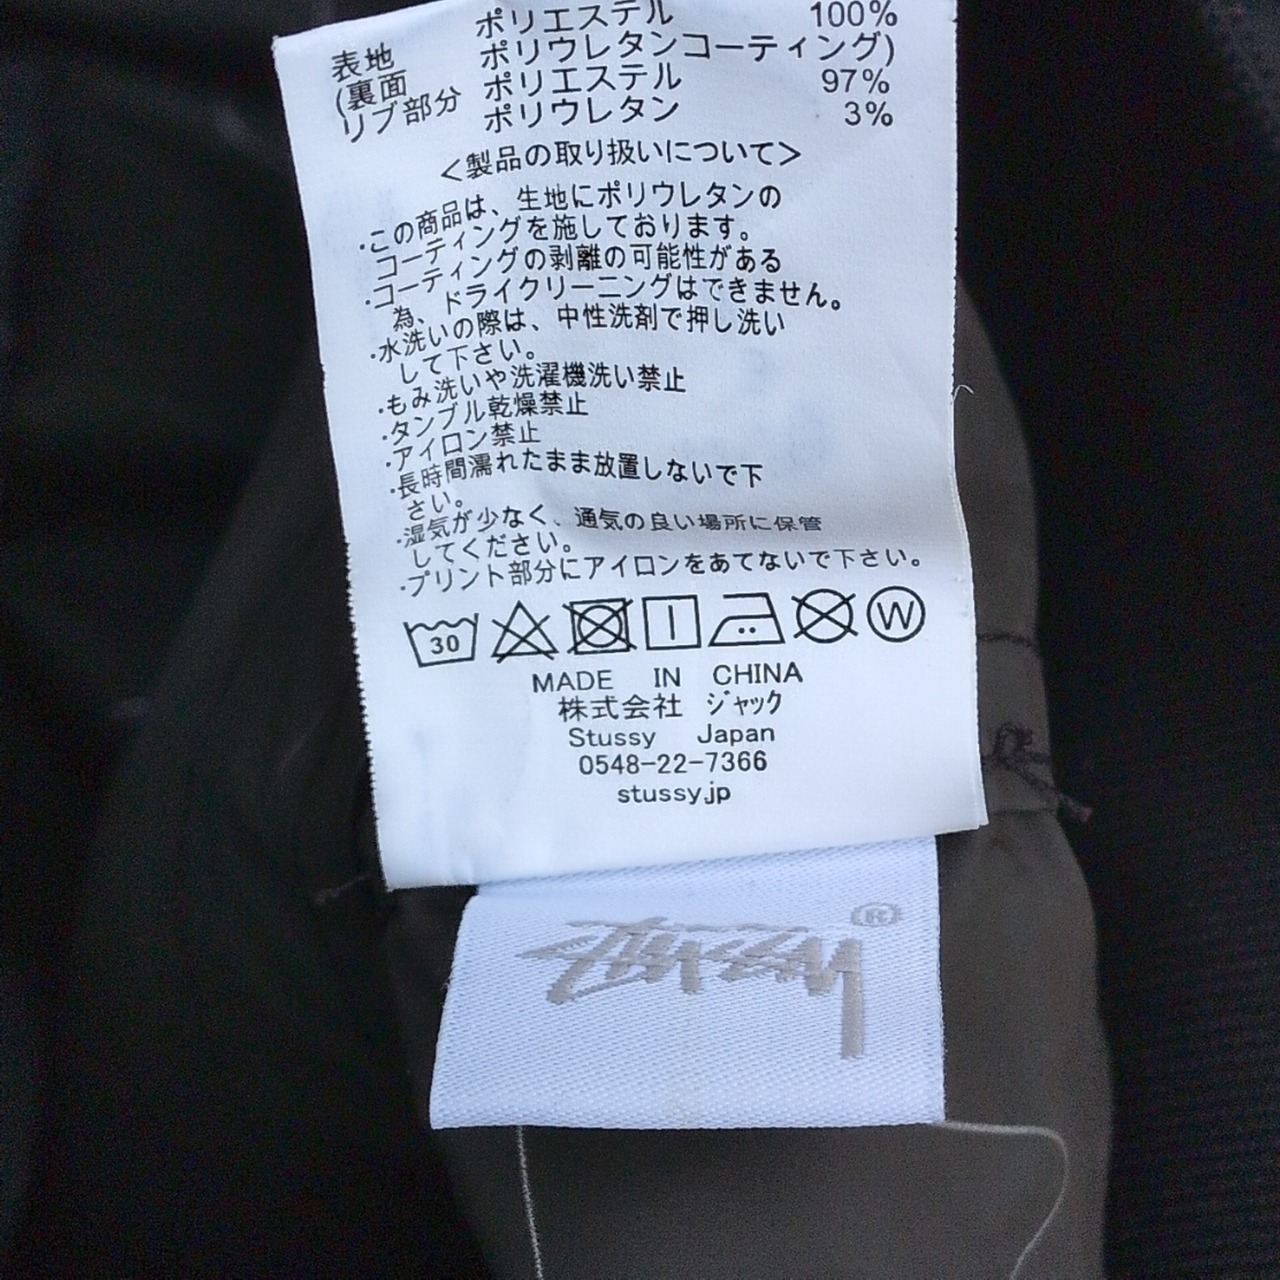 表地 ポリエステル 100%
(裏面 ポリウレタンコーティング)
リブ部分 ポリエステル 97%
ポリウレタン 3%
<製品の取り扱いについて>
・この商品は、生地にポリウレタンの
コーティングを施しております。
・コーティングの剥離の可能性がある
為、ドライクリーニングはできません。
・水洗いの際は、中性洗剤で押し洗い
して下さい。
・もみ洗いや洗濯機洗い禁止
・タンブル乾燥禁止
・アイロン禁止
・長時間濡れたまま放置しないで下
さい。
・湿気が少なく、通気の良い場所に保管
してください。
・プリント部分にアイロンをあてないで下さい。
30 W
MADE IN CHINA
株式会社 ジャック
Stussy Japan
0548-22-7366
stussy.jp
Stüssy ®